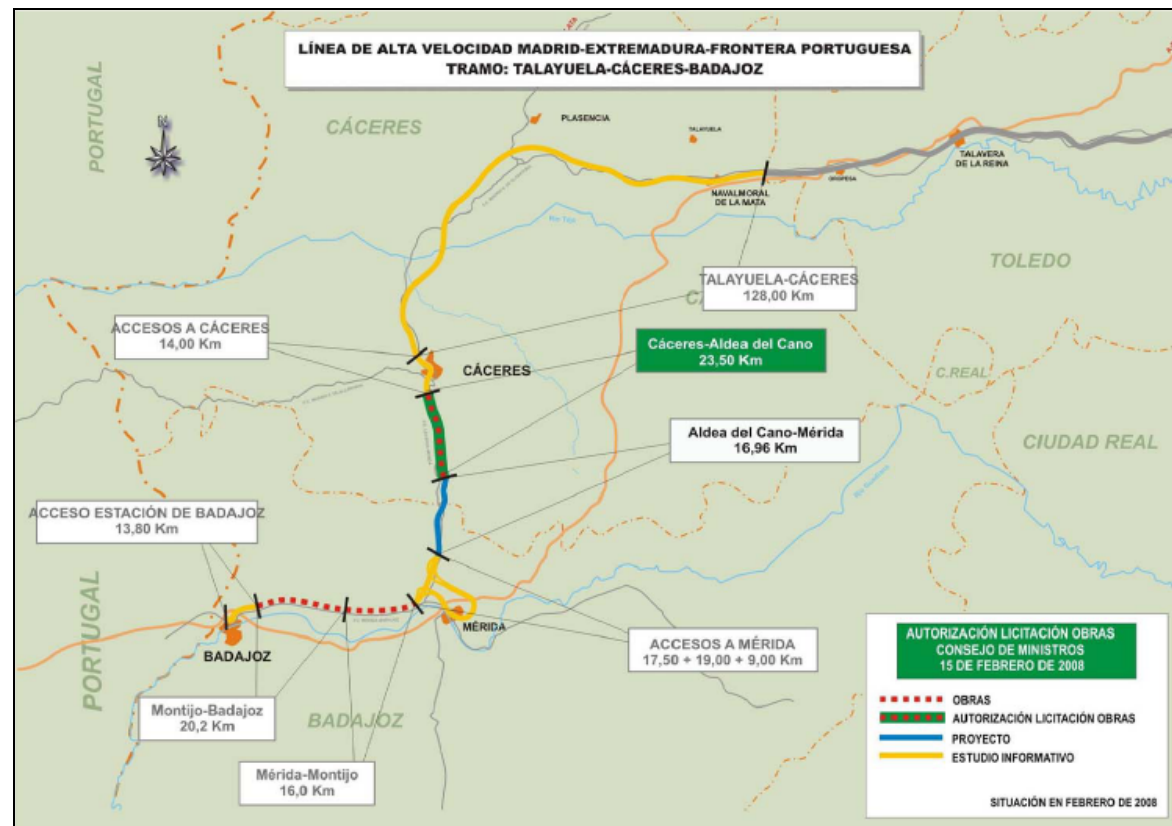 LÍNEA DE ALTA VELOCIDAD MADRID-EXTREMADURA-FRONTERA PORTUGUESA
TRAMO: TALAYUELA-CÁCERES-BADAJOZ
PORTUGAL
N
CÁCERES
PLASENCIA
TALAYUELA
TALAVERA
DE LA REINA
OROPESA
NAVALMORAL
DE LA MATA
Río Tajo
TOLEDO
TALAYUELA-CÁCERES
128,00 Km
ACCESOS A CÁCERES
14,00 Km
Cáceres-Aldea del Cano
23,50 Km
CÁCERES
C.REAL
Aldea del Cano-Mérida
16,96 Km
CIUDAD REAL
Río Guadiana
ACCESO ESTACIÓN DE BADAJOZ
13,80 Km
PORTUGAL
MÉRIDA
BADAJOZ
ACCESOS A MÉRIDA
17,50 + 19,00 + 9,00 Km
Montijo-Badajoz
20,2 Km
BADAJOZ
Mérida-Montijo
16,0 Km
AUTORIZACIÓN LICITACIÓN OBRAS
CONSEJO DE MINISTROS
15 DE FEBRERO DE 2008
OBRAS
AUTORIZACIÓN LICITACIÓN OBRAS
PROYECTO
ESTUDIO INFORMATIVO
SITUACIÓN EN FEBRERO DE 2008